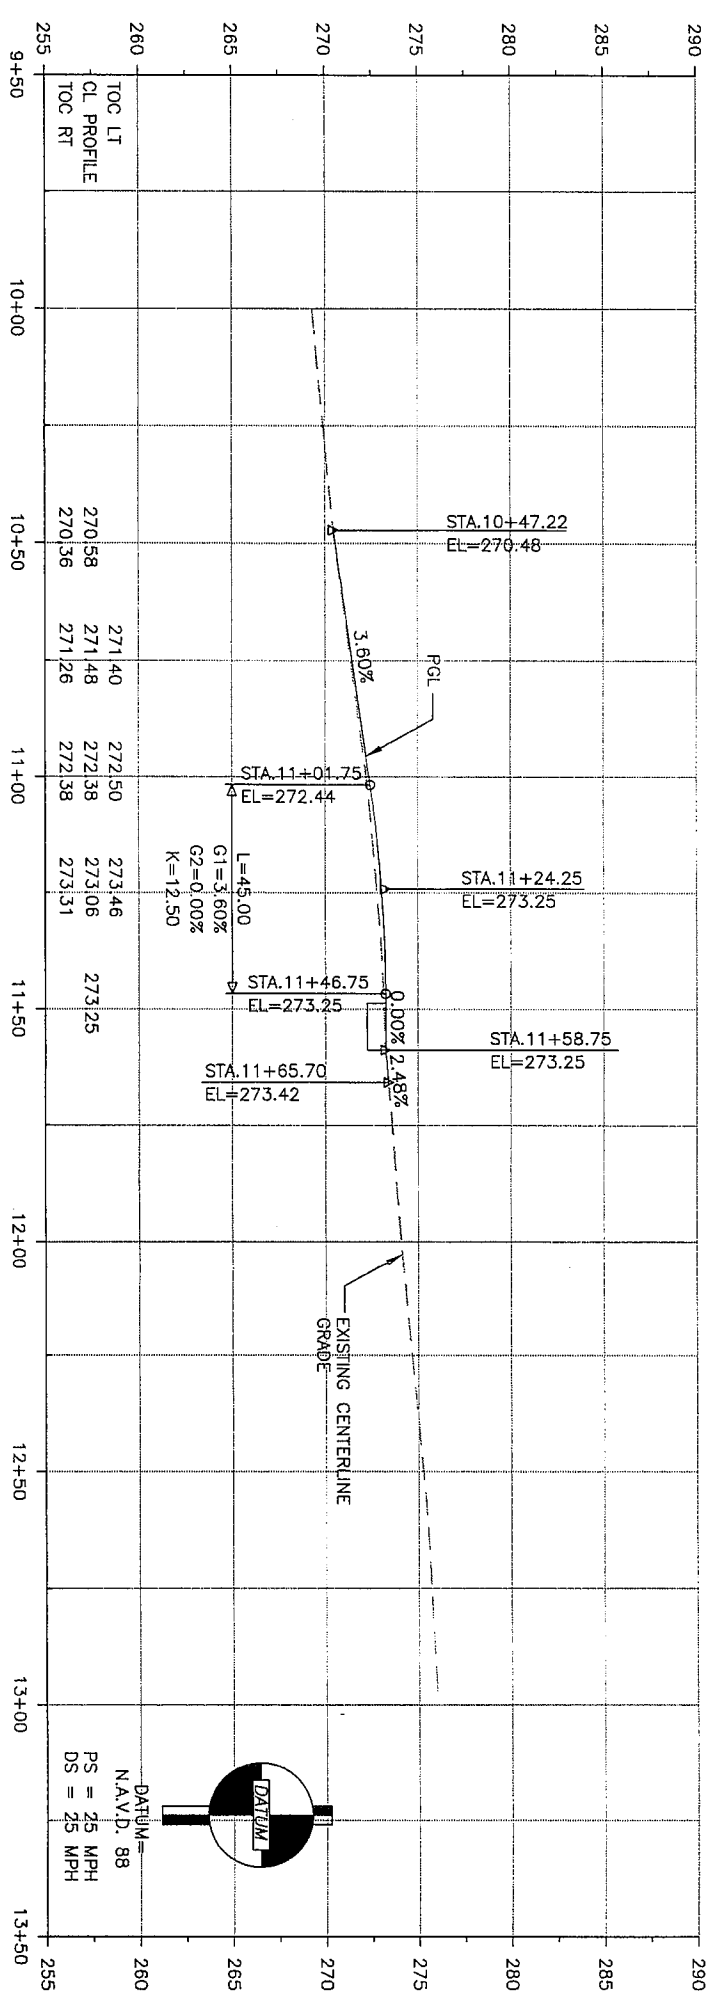 290
285
280
275
270
265
260
255
290
285
280
275
270
265
260
255
STA.10+47.22
EL=270.48
PGL
3.60%
STA.11+01.75
EL=272.44
STA.11+24.25
EL=273.25
STA.11+46.75
EL=273.25
0.00%
2.48%
STA.11+58.75
EL=273.25
STA.11+65.70
EL=273.42
L=45.00
G1=3.60%
G2=0.00%
K=12.50
EXISTING CENTERLINE
GRADE
DATUM
DATUM=
N.A.V.D. 88
PS = 25 MPH
DS = 25 MPH
TOC LT 271.40 272.50 273.46
CL PROFILE 270.58 271.48 272.38 273.06 273.25
TOC RT 270.36 271.26 272.38 273.31
9+50 10+00 10+50 11+00 11+50 12+00 12+50 13+00 13+50